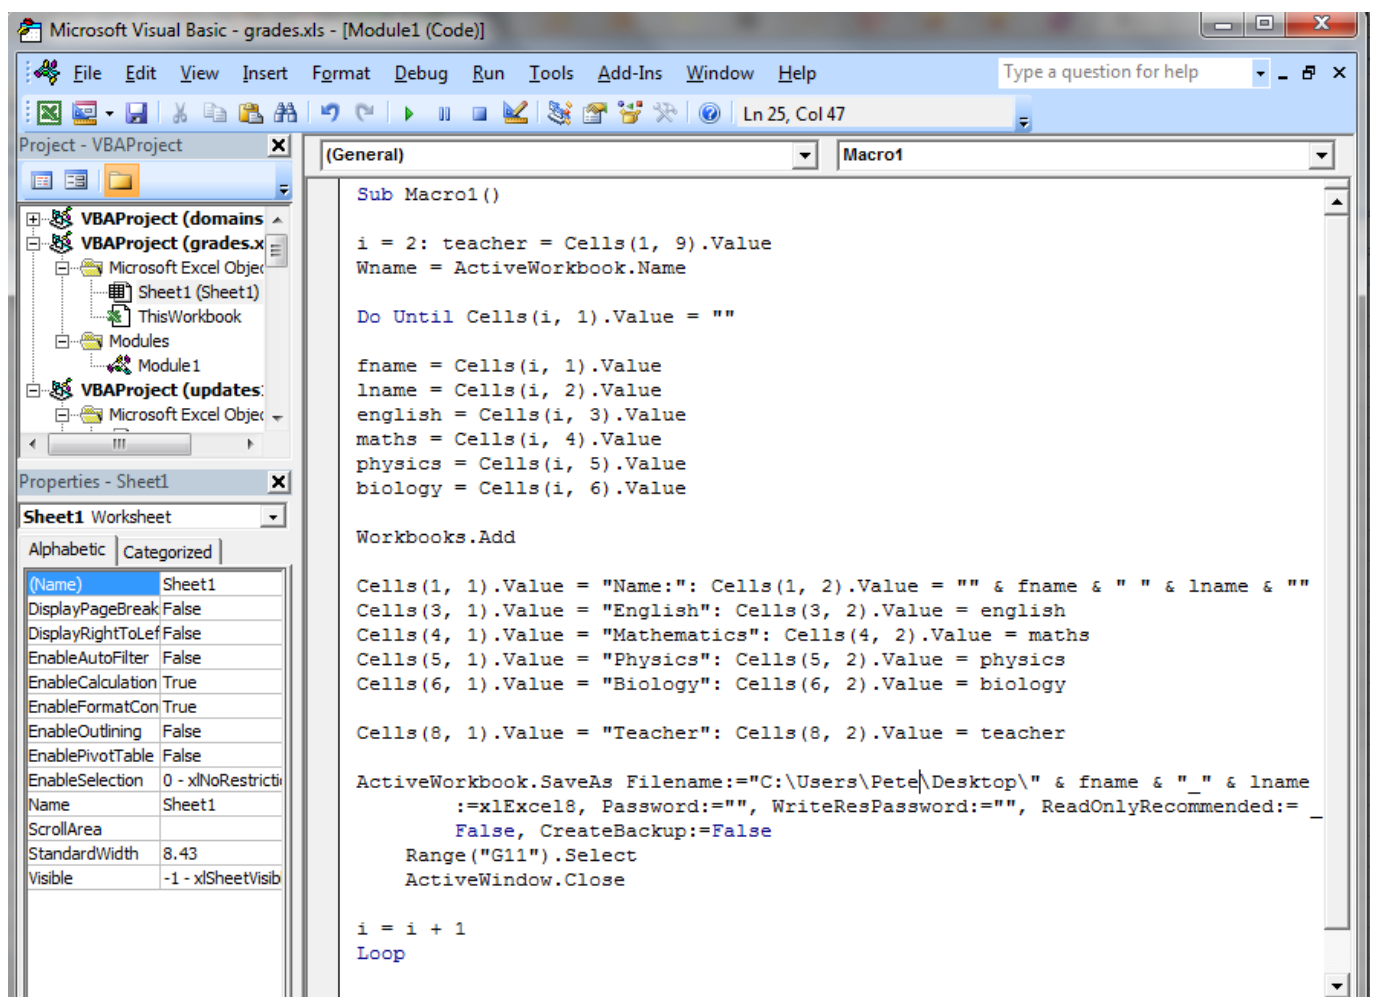 Microsoft Visual Basic - grades.xls - [Module1 (Code)]
File Edit View Insert Format Debug Run Tools Add-Ins Window Help Type a question for help
Ln 25, Col 47
Project - VBAProject
(General) Macro1
VBAProject (domains
VBAProject (grades.x
Microsoft Excel Objec
Sheet1 (Sheet1)
ThisWorkbook
Modules
Module1
VBAProject (updates
Microsoft Excel Objec
Properties - Sheet1
Sheet1 Worksheet
Alphabetic Categorized
(Name) Sheet1
DisplayPageBreak False
DisplayRightToLef False
EnableAutoFilter False
EnableCalculation True
EnableFormatCon True
EnableOutlining False
EnablePivotTable False
EnableSelection 0 - xlNoRestricti
Name Sheet1
ScrollArea
StandardWidth 8.43
Visible -1 - xlSheetVisib
Sub Macro1()
i = 2: teacher = Cells(1, 9).Value
Wname = ActiveWorkbook.Name
Do Until Cells(i, 1).Value = ""
fname = Cells(i, 1).Value
lname = Cells(i, 2).Value
english = Cells(i, 3).Value
maths = Cells(i, 4).Value
physics = Cells(i, 5).Value
biology = Cells(i, 6).Value
Workbooks.Add
Cells(1, 1).Value = "Name:": Cells(1, 2).Value = "" & fname & " " & lname & ""
Cells(3, 1).Value = "English": Cells(3, 2).Value = english
Cells(4, 1).Value = "Mathematics": Cells(4, 2).Value = maths
Cells(5, 1).Value = "Physics": Cells(5, 2).Value = physics
Cells(6, 1).Value = "Biology": Cells(6, 2).Value = biology
Cells(8, 1).Value = "Teacher": Cells(8, 2).Value = teacher
ActiveWorkbook.SaveAs Filename:="C:\Users\Pete\Desktop\" & fname & "_" & lname
:=xlExcel8, Password:="", WriteResPassword:="", ReadOnlyRecommended:= _
False, CreateBackup:=False
Range("G11").Select
ActiveWindow.Close
i = i + 1
Loop